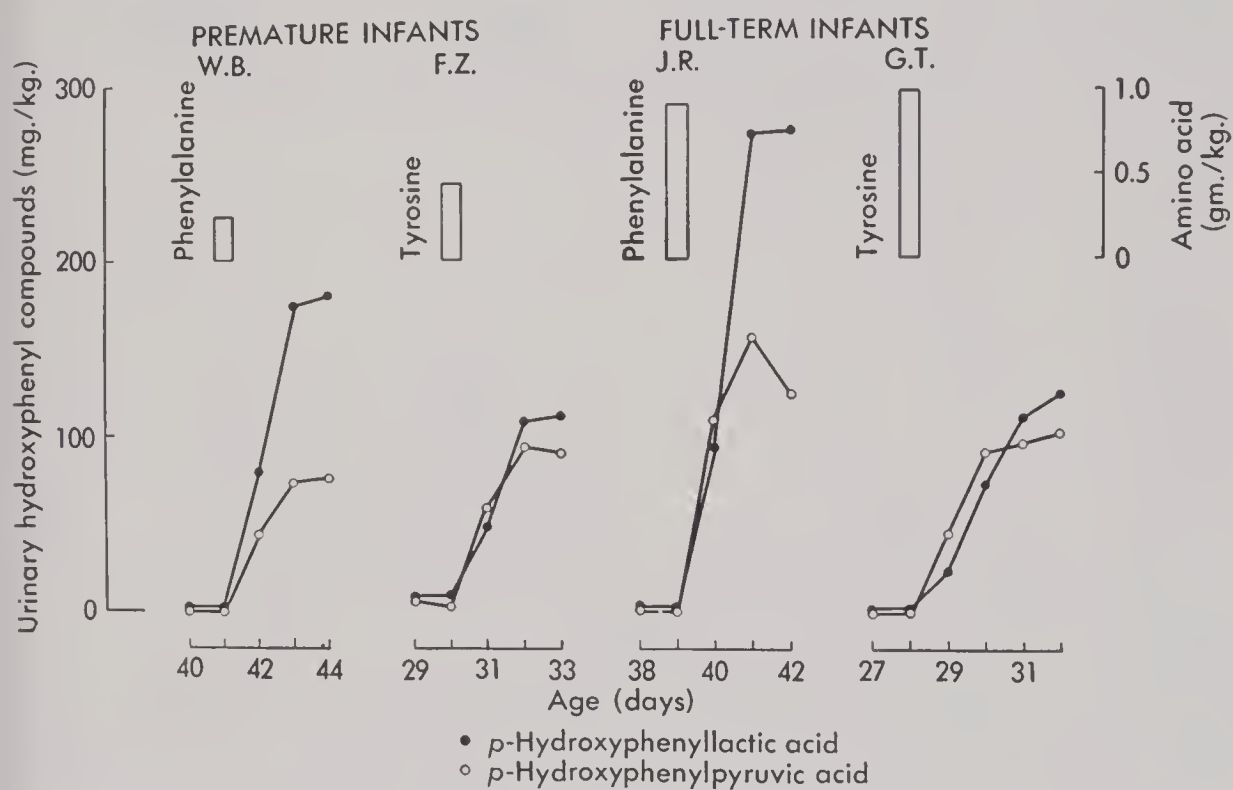 PREMATURE INFANTS
FULL-TERM INFANTS
W.B.
F.Z.
J.R.
G.T.
Urinary hydroxyphenyl compounds (mg./kg.)
300
200
100
0
Phenylalanine
Tyrosine
Phenylalanine
Tyrosine
1.0
0.5
0
Amino acid
(gm./kg.)
40 42 44
29 31 33
38 40 42
27 29 31
Age (days)
p-Hydroxyphenyllactic acid
p-Hydroxyphenylpyruvic acid